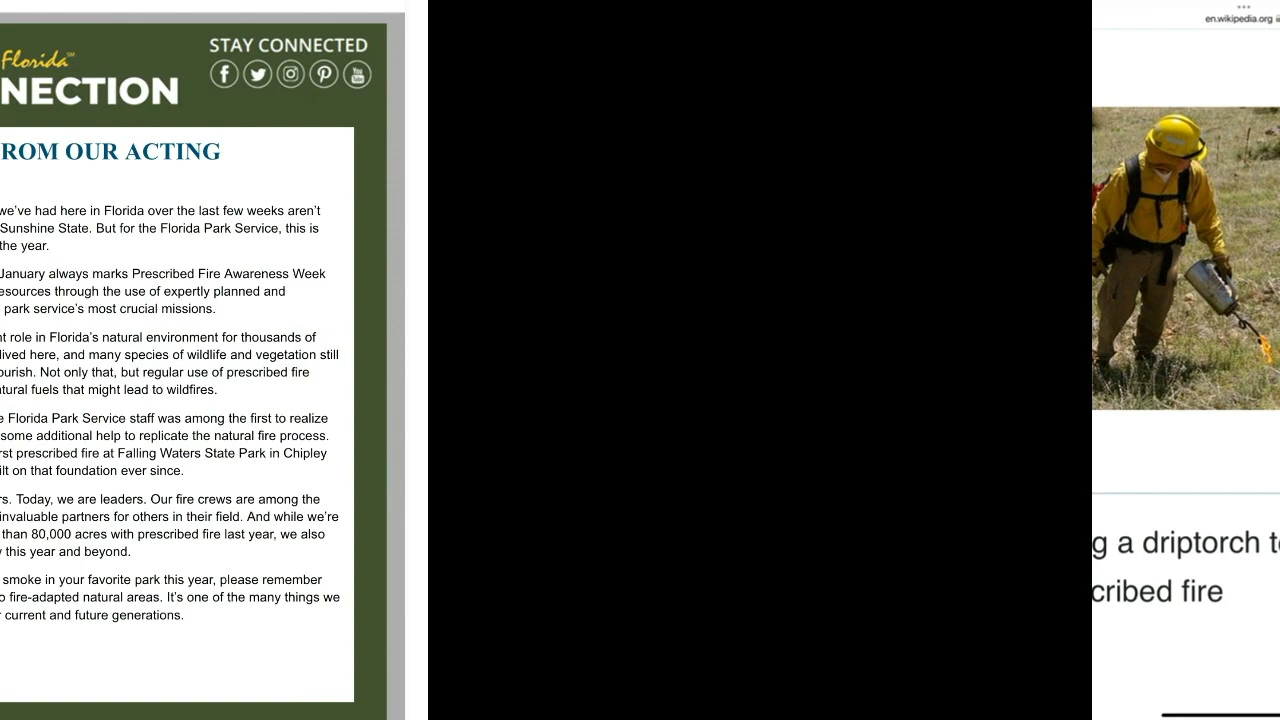 Florida
STAY CONNECTED
NECTION
ROM OUR ACTING
we’ve had here in Florida over the last few weeks aren’t
Sunshine State. But for the Florida Park Service, this is
the year.
January always marks Prescribed Fire Awareness Week
esources through the use of expertly planned and
park service’s most crucial missions.
nt role in Florida’s natural environment for thousands of
lived here, and many species of wildlife and vegetation still
ourish. Not only that, but regular use of prescribed fire
atural fuels that might lead to wildfires.
e Florida Park Service staff was among the first to realize
some additional help to replicate the natural fire process.
rst prescribed fire at Falling Waters State Park in Chipley
ilt on that foundation ever since.
rs. Today, we are leaders. Our fire crews are among the
invaluable partners for others in their field. And while we’re
than 80,000 acres with prescribed fire last year, we also
y this year and beyond.
smoke in your favorite park this year, please remember
o fire-adapted natural areas. It’s one of the many things we
r current and future generations.
en.wikipedia.org
g a driptorch t
cribed fire